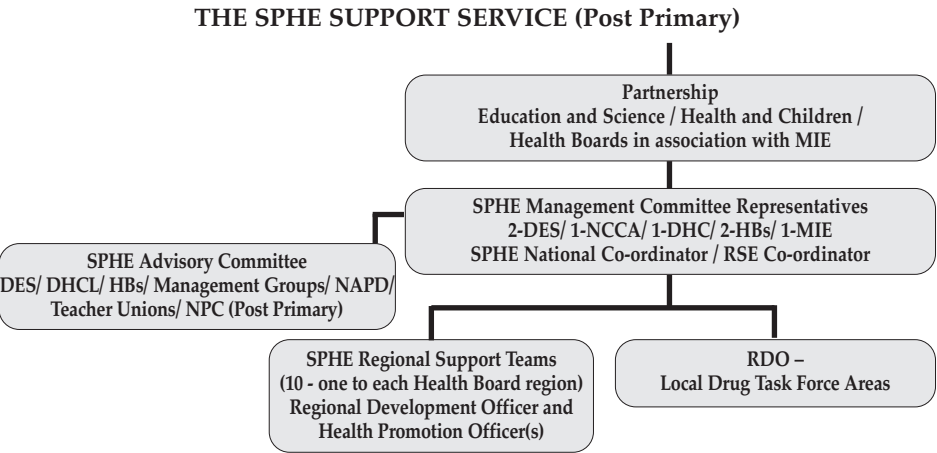 THE SPHE SUPPORT SERVICE (Post Primary)
Partnership
Education and Science / Health and Children /
Health Boards in association with MIE
SPHE Management Committee Representatives
2-DES/ 1-NCCA/ 1-DHC/ 2-HBs/ 1-MIE
SPHE National Co-ordinator / RSE Co-ordinator
SPHE Advisory Committee
DES/ DHCL/ HBs/ Management Groups/ NAPD/
Teacher Unions/ NPC (Post Primary)
SPHE Regional Support Teams
(10 - one to each Health Board region)
Regional Development Officer and
Health Promotion Officer(s)
RDO –
Local Drug Task Force Areas